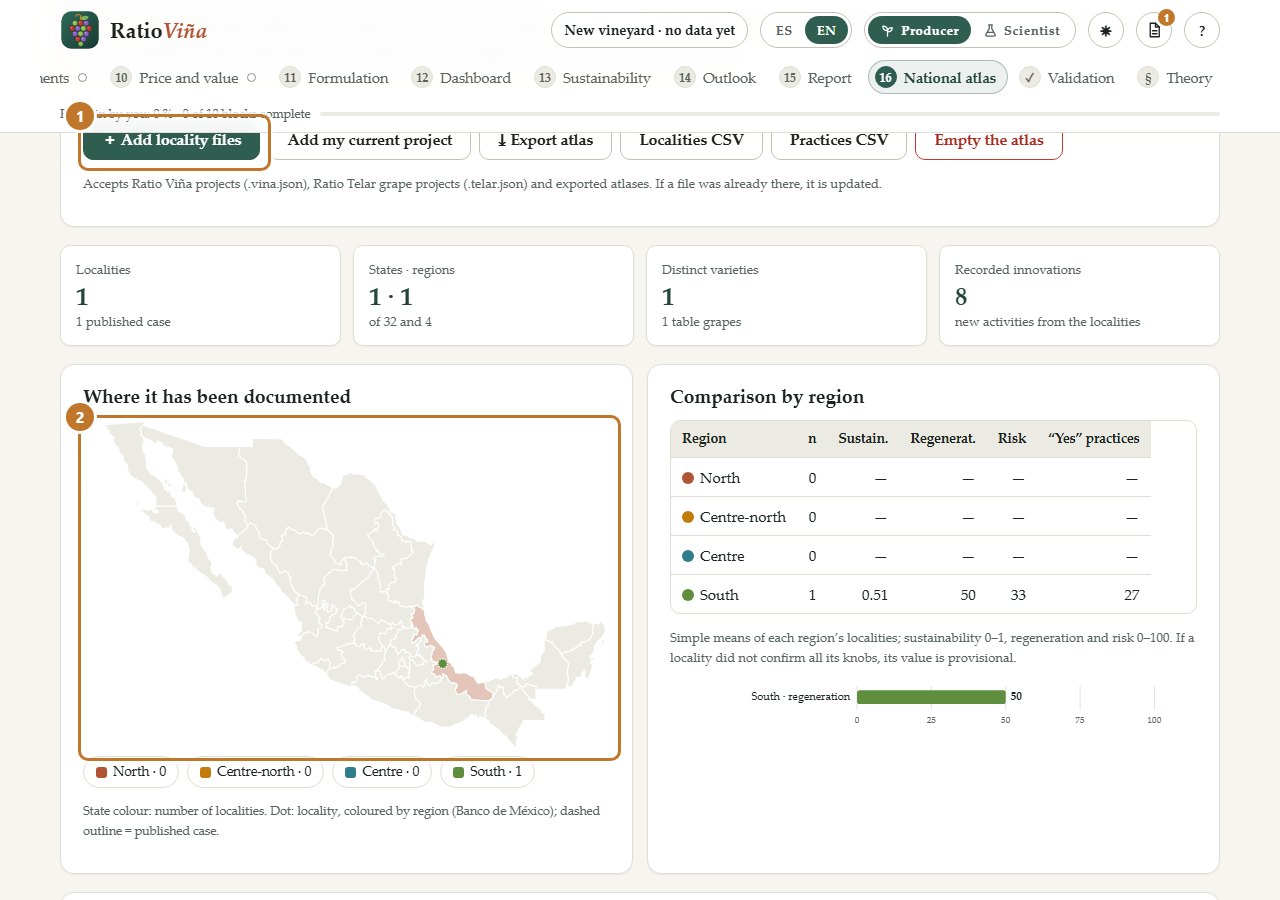 RatioViña
New vineyard · no data yet
ES
EN
Producer
Scientist
1
?
10 Price and value
11 Formulation
12 Dashboard
13 Sustainability
14 Outlook
15 Report
16 National atlas
✓ Validation
§ Theory
1
+ Add locality files
Add my current project
Export atlas
Localities CSV
Practices CSV
Empty the atlas
Accepts Ratio Viña projects (.vina.json), Ratio Telar grape projects (.telar.json) and exported atlases. If a file was already there, it is updated.
Localities
1
1 published case
States · regions
1 · 1
of 32 and 4
Distinct varieties
1
1 table grapes
Recorded innovations
8
new activities from the localities
Where it has been documented
2
North · 0
Centre-north · 0
Centre · 0
South · 1
State colour: number of localities. Dot: locality, coloured by region (Banco de México); dashed
outline = published case.
Comparison by region
Region n Sustain. Regenerat. Risk “Yes” practices
North 0 — — — —
Centre-north 0 — — — —
Centre 0 — — — —
South 1 0.51 50 33 27
Simple means of each region’s localities; sustainability 0–1, regeneration and risk 0–100. If a
locality did not confirm all its knobs, its value is provisional.
South · regeneration 50
0 25 50 75 100